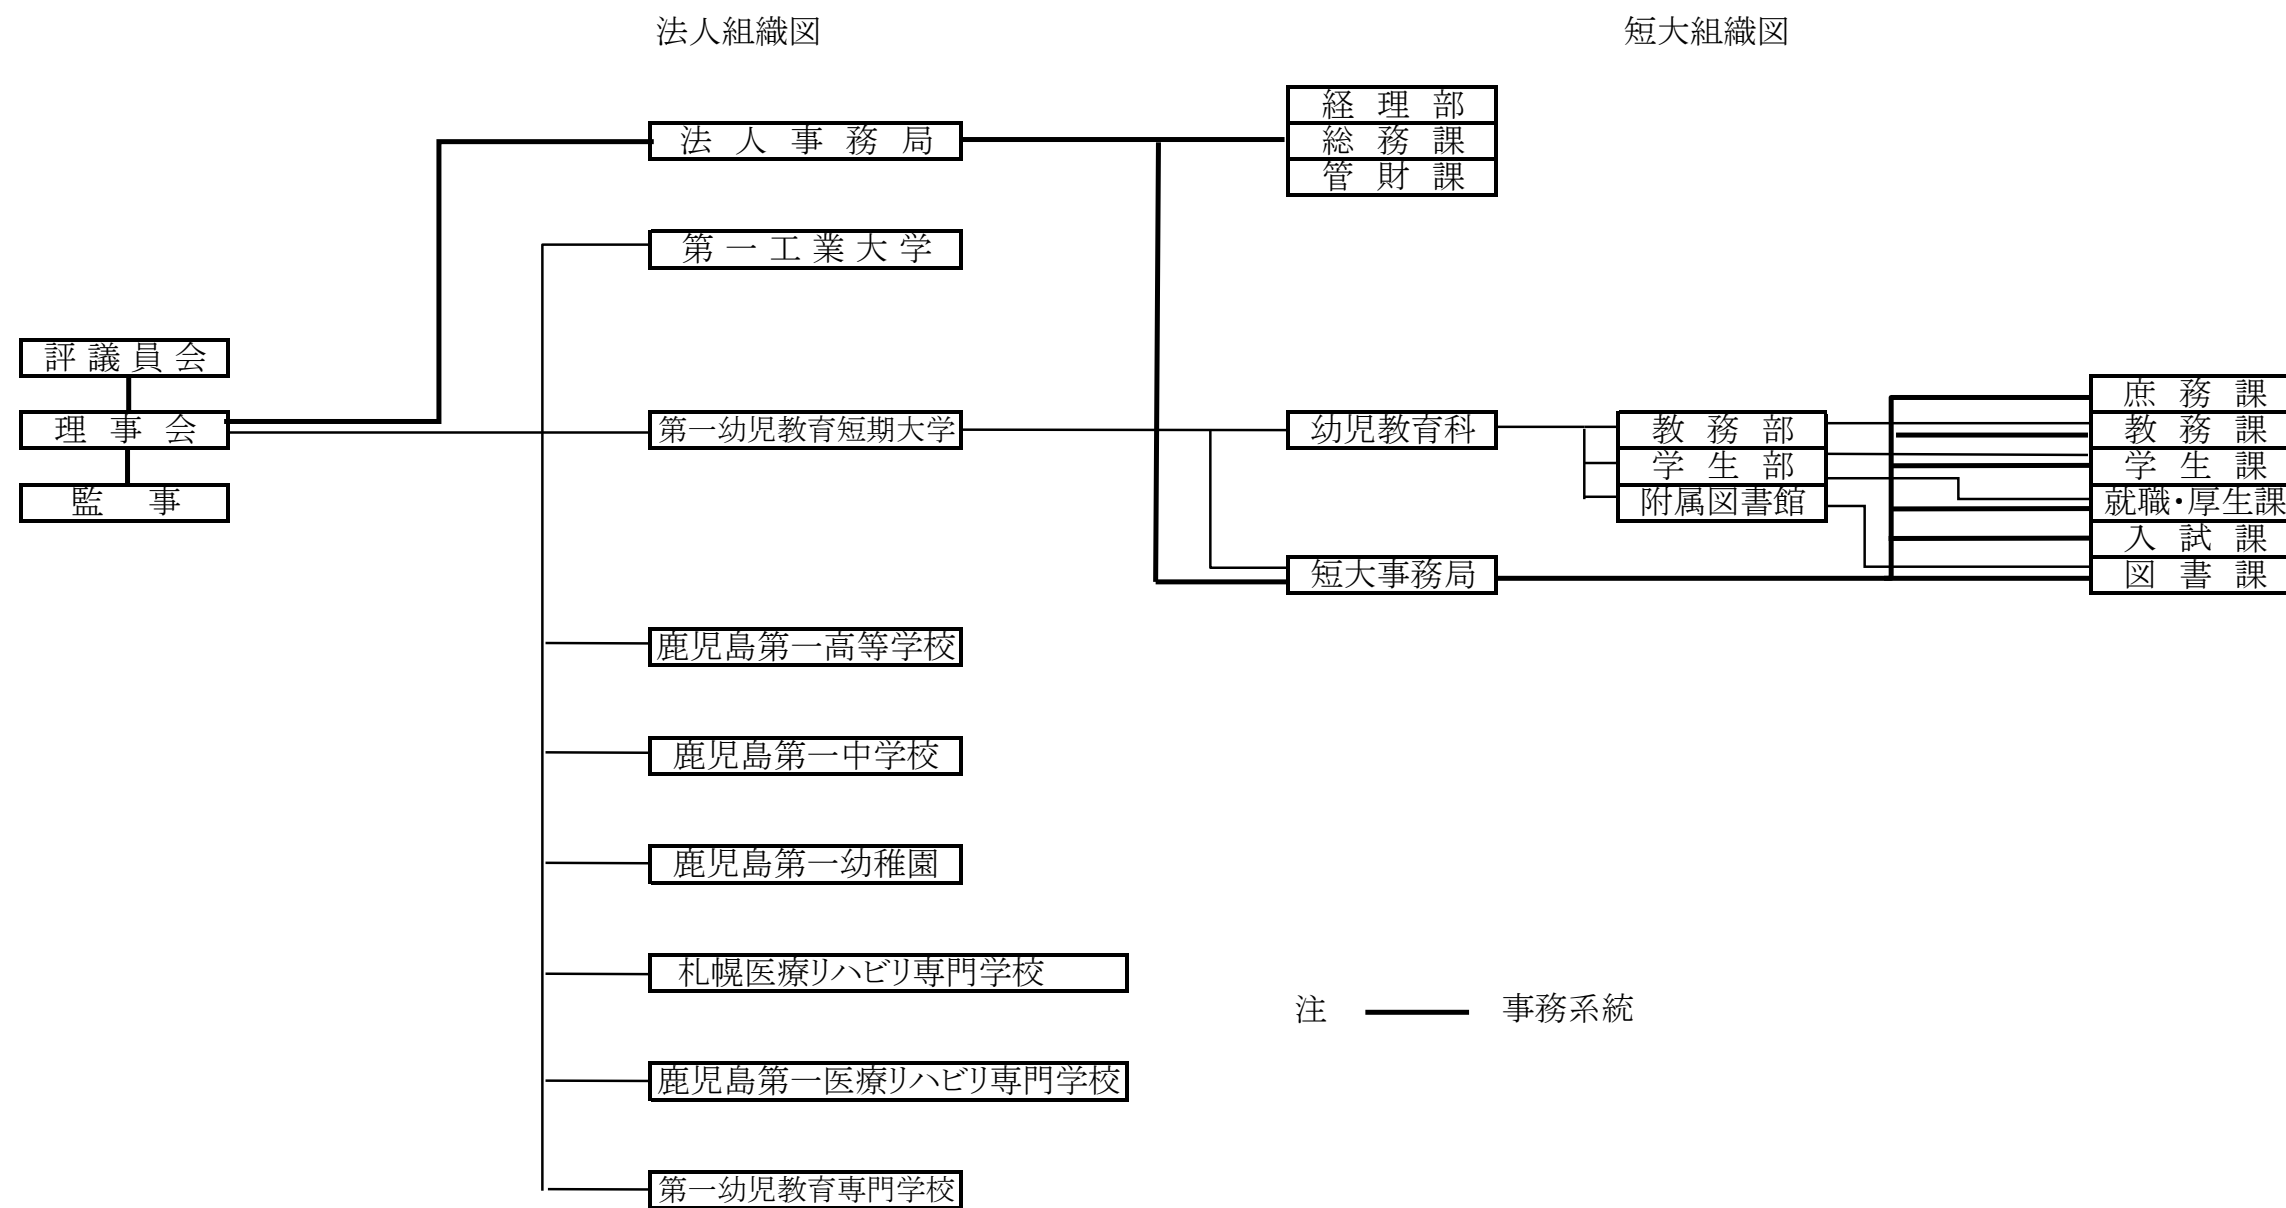 法人組織図
短大組織図
経理部
法人事務局
総務課
管財課
第一工業大学
評議員会
庶務課
理事会
第一幼児教育短期大学
幼児教育科
教務部
教務課
学生部
学生課
監事
附属図書館
就職・厚生課
入試課
短大事務局
図書課
鹿児島第一高等学校
鹿児島第一中学校
鹿児島第一幼稚園
札幌医療リハビリ専門学校
注 事務系統
鹿児島第一医療リハビリ専門学校
第一幼児教育専門学校